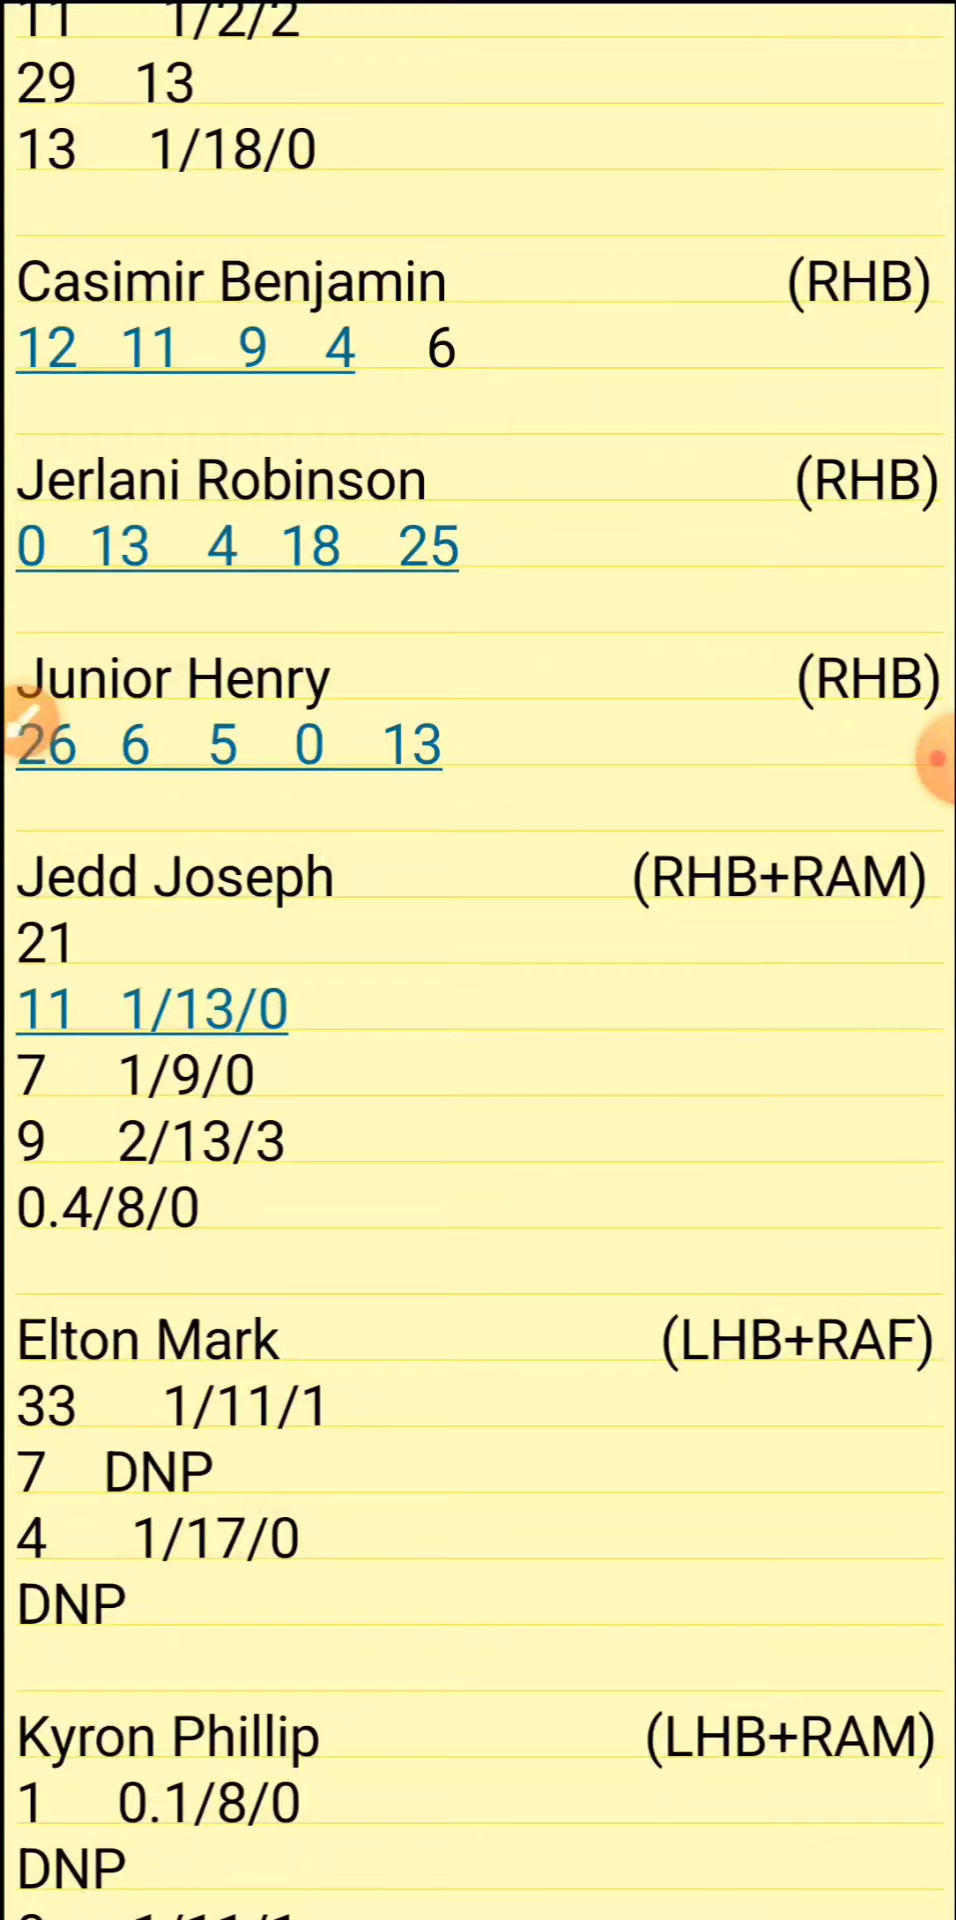 11 1/2/2
29 13
13 1/18/0
Casimir Benjamin (RHB)
12 11 9 4 6
Jerlani Robinson (RHB)
0 13 4 18 25
Junior Henry (RHB)
26 6 5 0 13
Jedd Joseph (RHB+RAM)
21
11 1/13/0
7 1/9/0
9 2/13/3
0.4/8/0
Elton Mark (LHB+RAF)
33 1/11/1
7 DNP
4 1/17/0
DNP
Kyron Phillip (LHB+RAM)
1 0.1/8/0
DNP